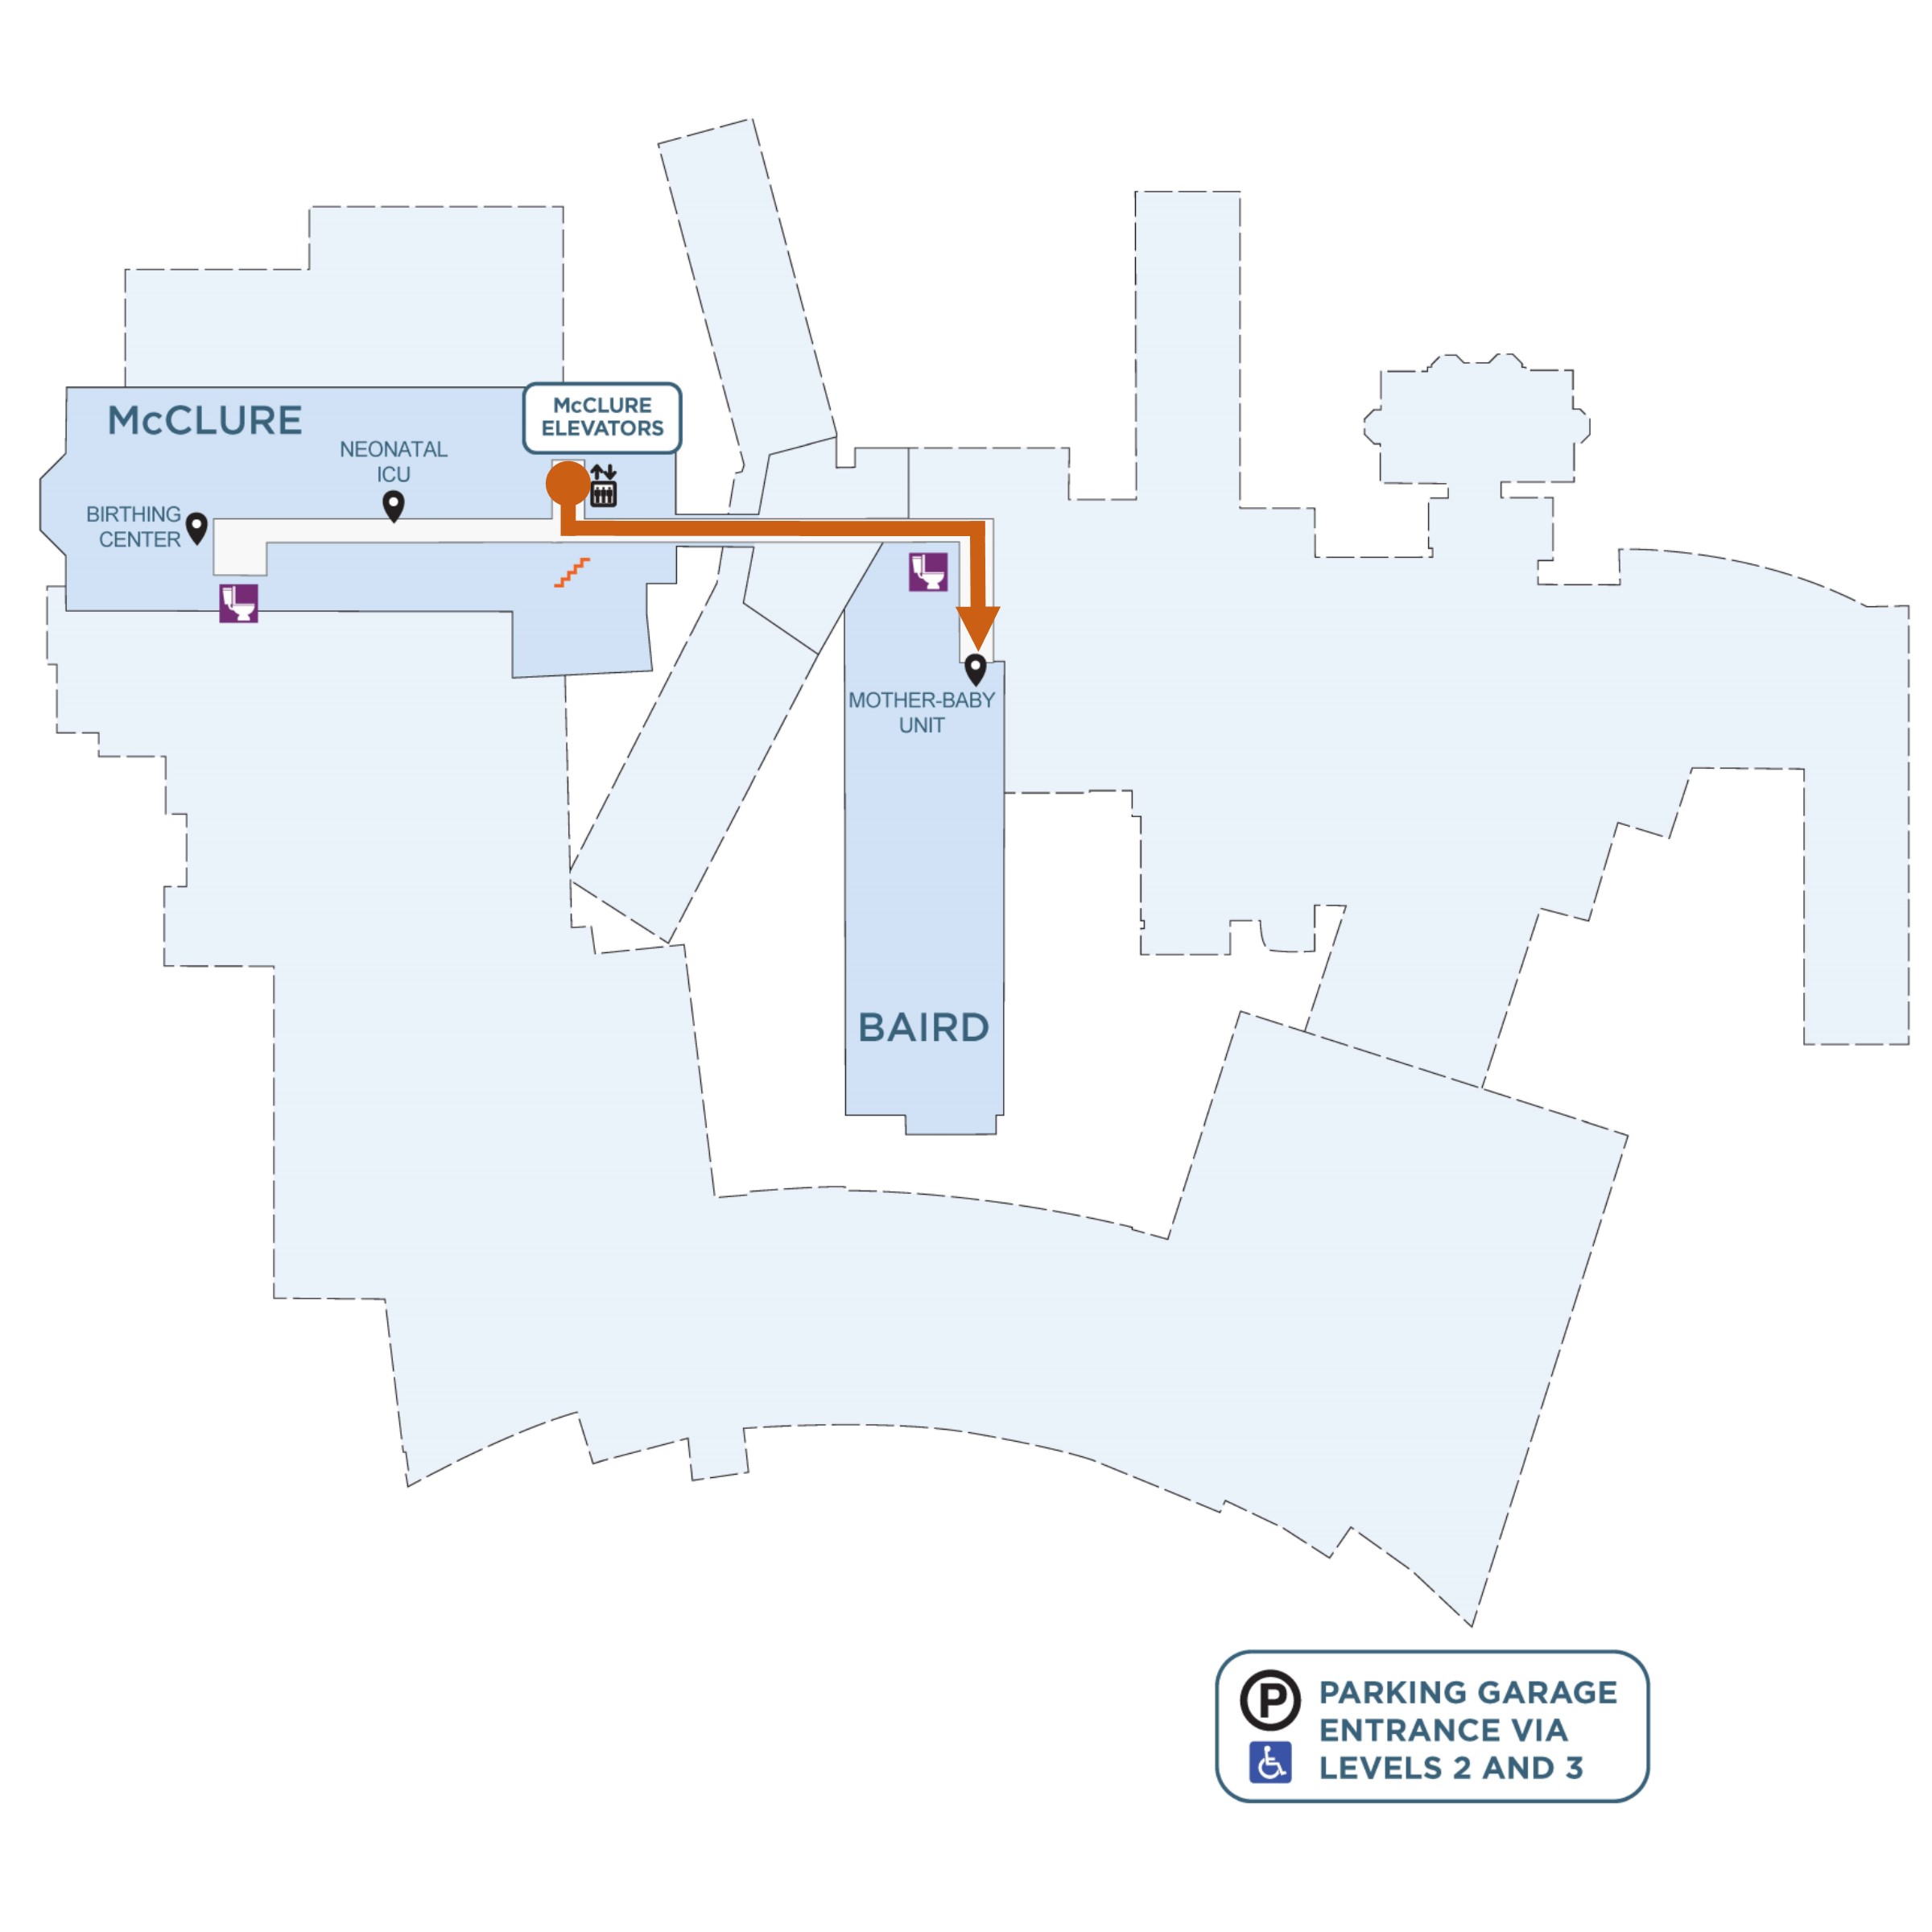 McCLURE
McCLURE
ELEVATORS
NEONATAL
ICU
BIRTHING
CENTER
MOTHER-BABY
UNIT
BAIRD
P
PARKING GARAGE
ENTRANCE VIA
LEVELS 2 AND 3